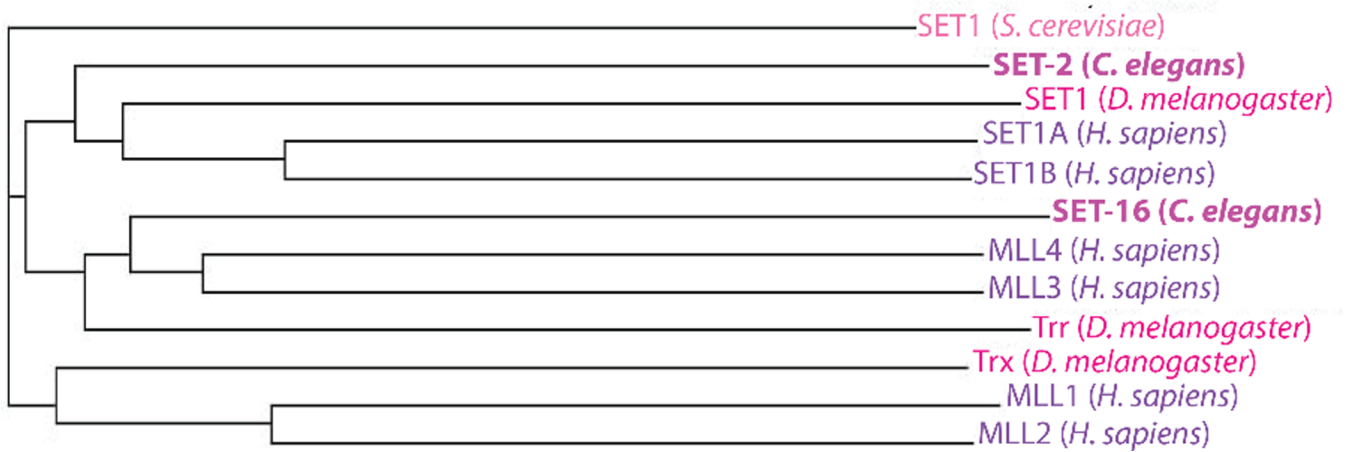 SET1 (S. cerevisiae)
SET-2 (C. elegans)
SET1 (D. melanogaster)
SET1A (H. sapiens)
SET1B (H. sapiens)
SET-16 (C. elegans)
MLL4 (H. sapiens)
MLL3 (H. sapiens)
Trr (D. melanogaster)
Trx (D. melanogaster)
MLL1 (H. sapiens)
MLL2 (H. sapiens)